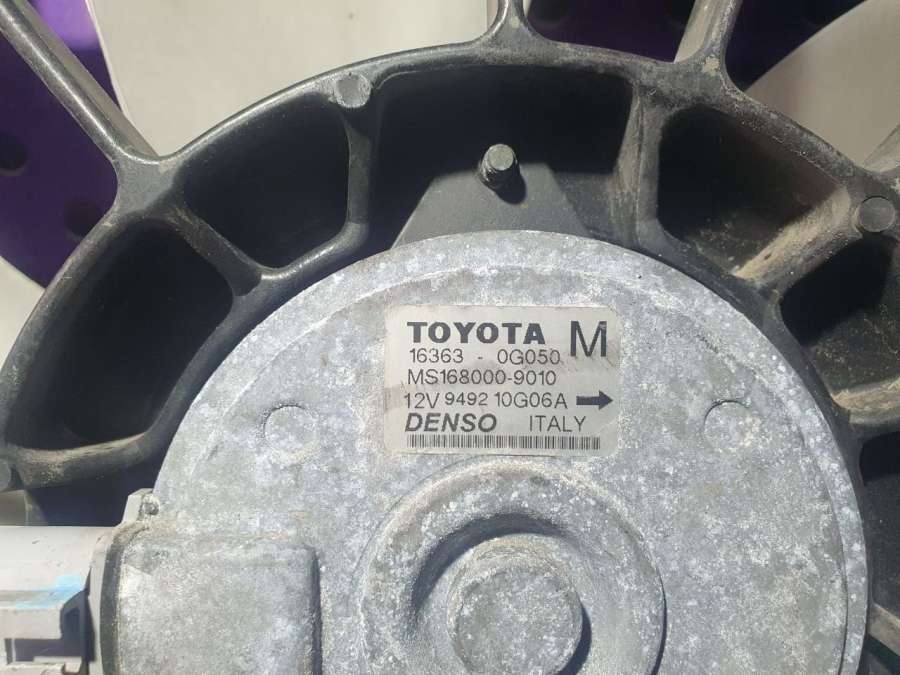 TOYOTA M
16363 - 0G050
MS168000-9010
12V 9492 10G06A →
DENSO ITALY